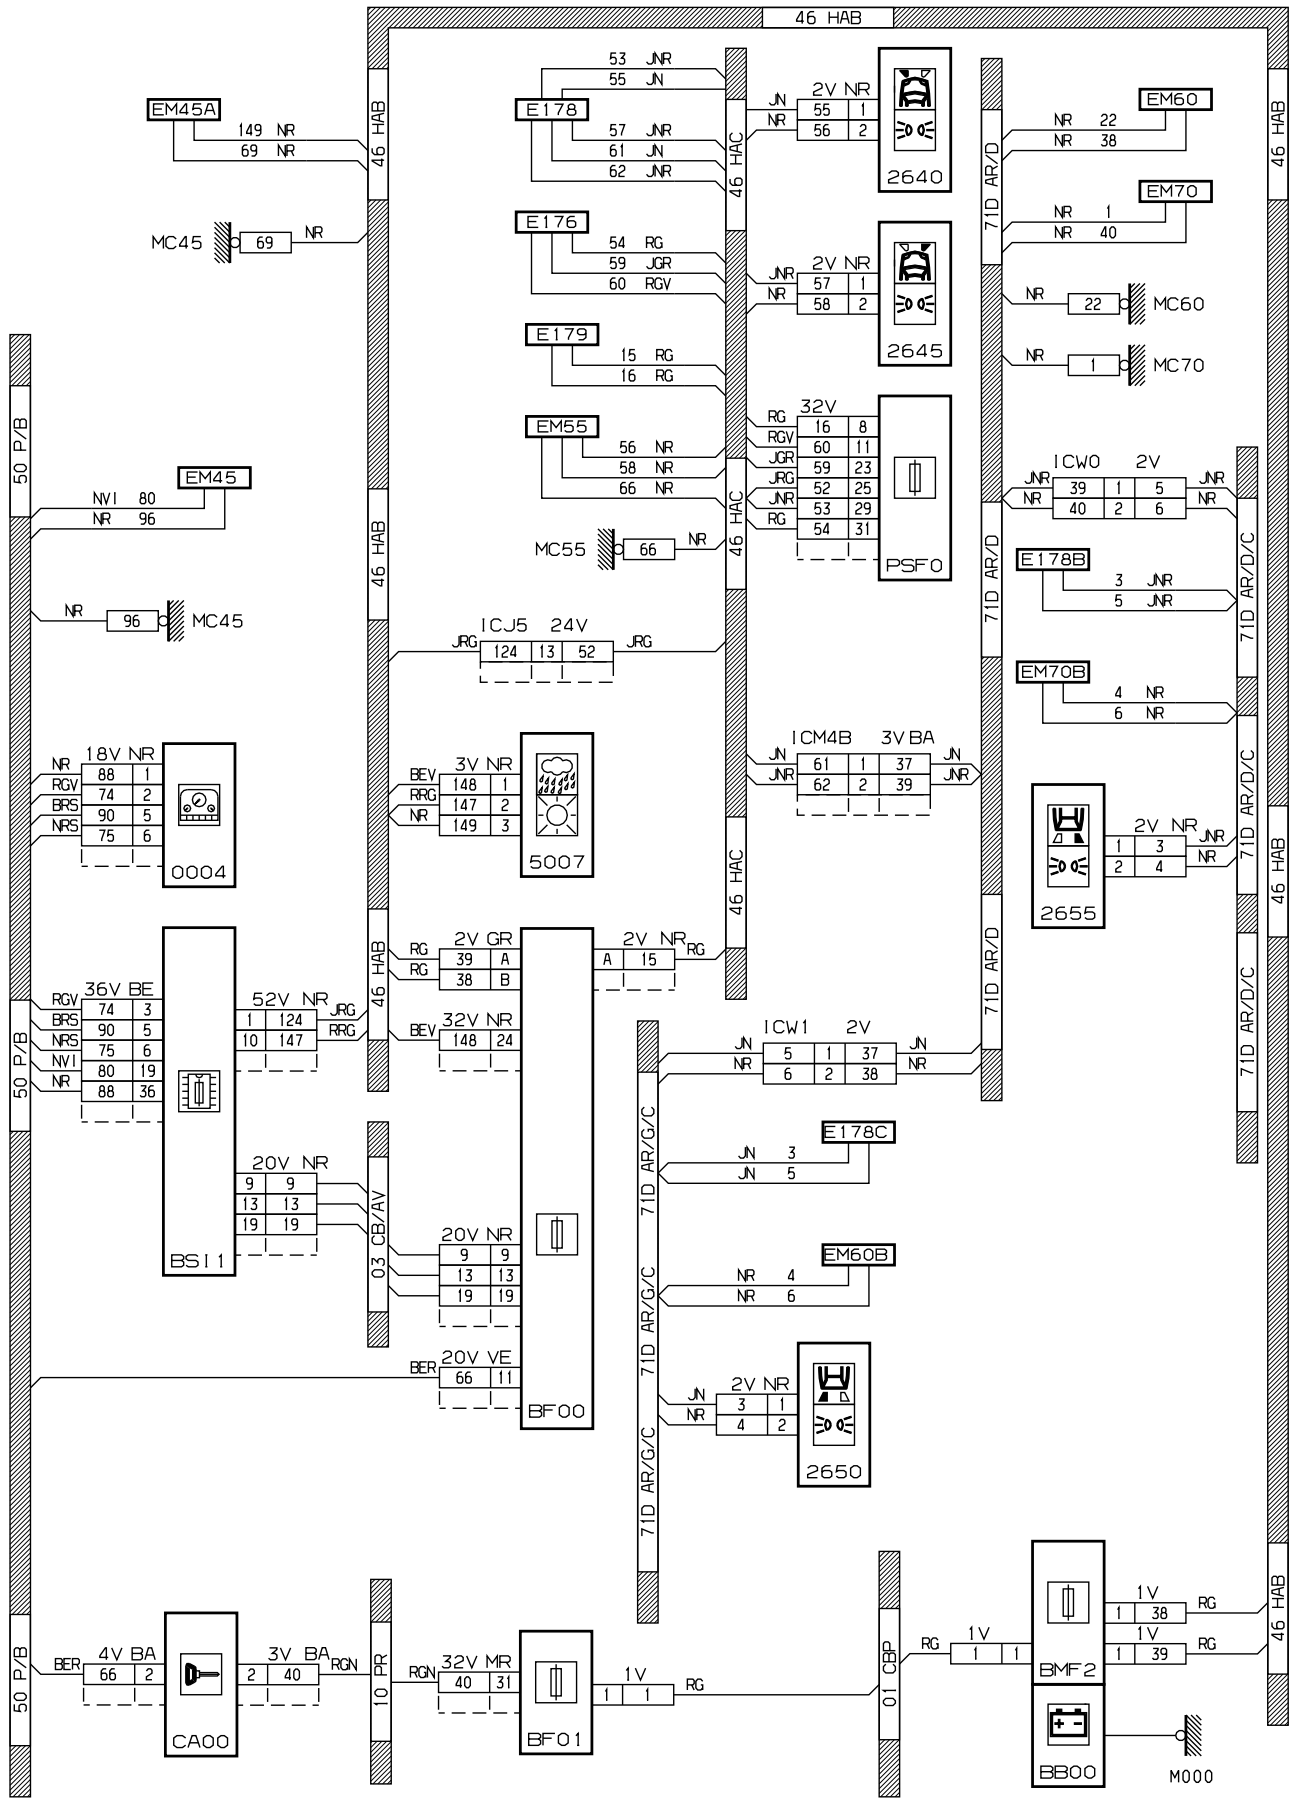 46 HAB
EM45A
149 NR
69 NR
46 HAB
MC45 69 NR
53 JNR
55 JN
E178
57 JNR
61 JN
62 JNR
46 HAC
E176
54 RG
59 JGR
60 RGV
E179
15 RG
16 RG
EM55
56 NR
58 NR
66 NR
46 HAC
MC55 66 NR
2V NR
JN 55 1
NR 56 2
2640
2V NR
JNR 57 1
NR 58 2
2645
32V
RG 16 8
RGV 60 11
JGR 59 23
JRG 52 25
JNR 53 29
RG 54 31
PSF0
71D AR/D
EM60
NR 22
NR 38
EM70
NR 1
NR 40
NR 22 MC60
NR 1 MC70
46 HAB
50 P/B
EM45
NVI 80
NR 96
NR 96 MC45
46 HAB
ICJ5 24V
JRG 124 13 52 JRG
ICW0 2V
JNR 39 1 5 JNR
NR 40 2 6 NR
71D AR/D
E178B
3 JNR
5 JNR
71D AR/D/C
EM70B
4 NR
6 NR
18V NR
NR 88 1
RGV 74 2
BRS 90 5
NRS 75 6
0004
3V NR
BEV 148 1
RRG 147 2
NR 149 3
5007
ICM4B 3V BA
JN 61 1 37 JN
JNR 62 2 39 JNR
46 HAC
2V NR
1 3 JNR
2 4 NR
2655
71D AR/D/C
46 HAB
71D AR/D/C
71D AR/D
46 HAB
36V BE
RGV 74 3
BRS 90 5
NRS 75 6
NVI 80 19
NR 88 36
50 P/B
52V NR
1 124 JRG
10 147 RRG
20V NR
9 9
13 13
19 19
BSI1
03 CB/AV
2V GR
RG 39 A
RG 38 B
32V NR
BEV 148 24
2V NR
A 15 RG
20V NR
9 9
13 13
19 19
20V VE
BER 66 11
BF00
ICW1 2V
JN 5 1 37 JN
NR 6 2 38 NR
71D AR/G/C
E178C
JN 3
JN 5
EM60B
NR 4
NR 6
71D AR/G/C
2V NR
JN 3 1
NR 4 2
2650
71D AR/G/C
50 P/B
4V BA
BER 66 2
3V BA
2 40 RGN
CA00
10 PR
32V MR
RGN 40 31
1V
1 1 RG
BF01
01 CBP
1V
RG 1 1
1V
1 38 RG
1V
1 39 RG
BMF2
BB00
M000
46 HAB